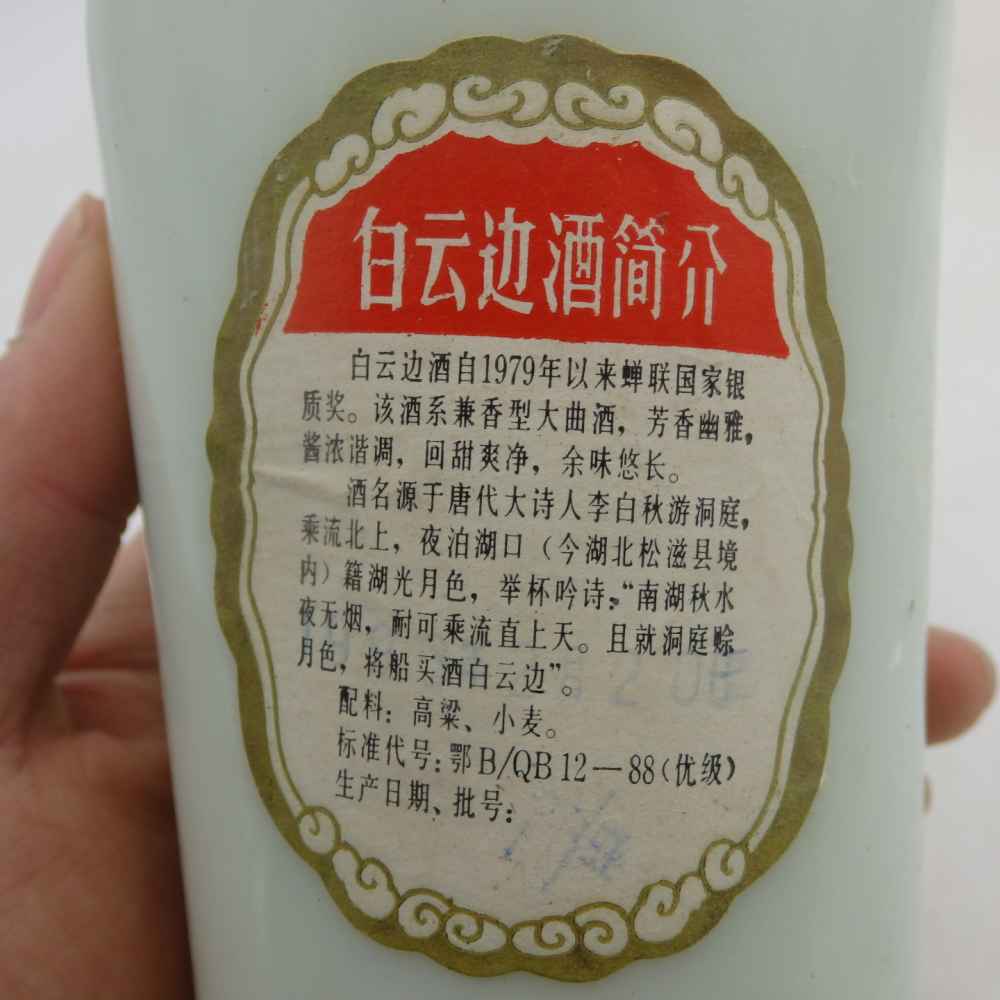 白云边酒简介
白云边酒自1979年以来蝉联国家银
质奖。该酒系兼香型大曲酒，芳香幽雅，
酱浓谐调，回甜爽净，余味悠长。
酒名源于唐代大诗人李白秋游洞庭，
乘流北上，夜泊湖口（今湖北松滋县境
内）籍湖光月色，举杯吟诗：“南湖秋水
夜无烟，耐可乘流直上天。且就洞庭赊
月色，将船买酒白云边”。
配料：高粱、小麦。
标准代号：鄂B/QB12—88（优级）
生产日期、批号：